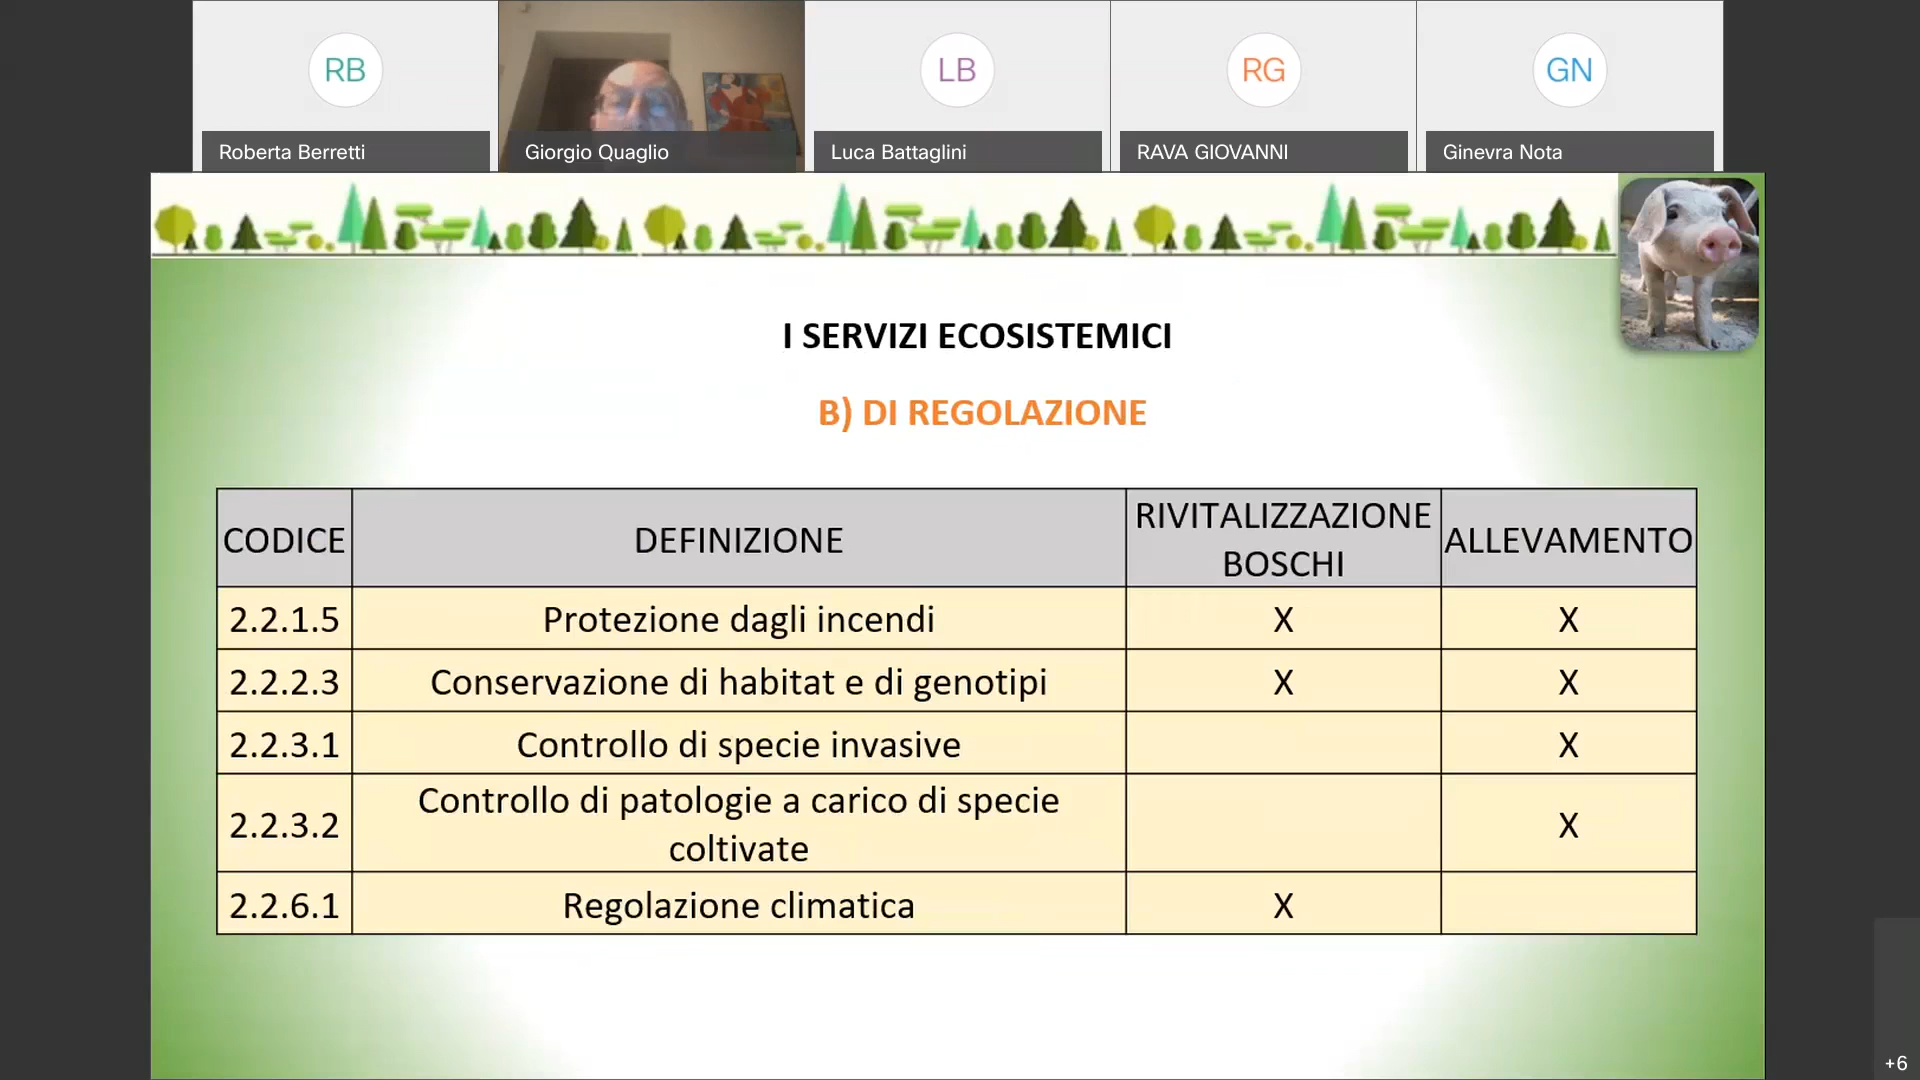 RB
LB
RG
GN
Roberta Berretti
Giorgio Quaglio
Luca Battaglini
RAVA GIOVANNI
Ginevra Nota
I SERVIZI ECOSISTEMICI
B) DI REGOLAZIONE
CODICE DEFINIZIONE RIVITALIZZAZIONE BOSCHI ALLEVAMENTO
2.2.1.5 Protezione dagli incendi X X
2.2.2.3 Conservazione di habitat e di genotipi X X
2.2.3.1 Controllo di specie invasive X
2.2.3.2 Controllo di patologie a carico di specie
coltivate X
2.2.6.1 Regolazione climatica X
+6